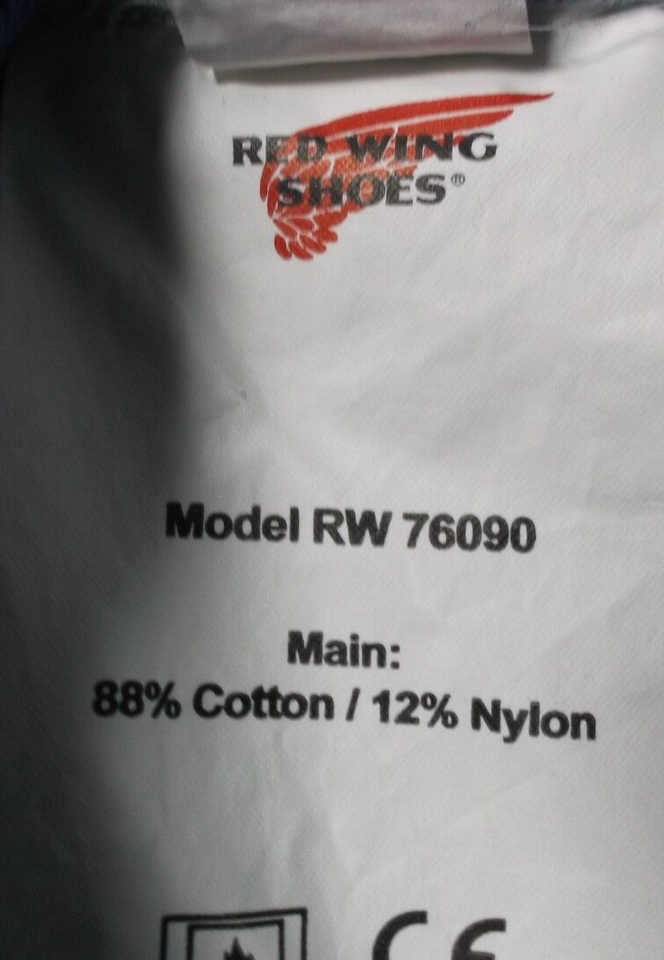 RED WING
SHOES®
Model RW 76090
Main:
88% Cotton / 12% Nylon
CE